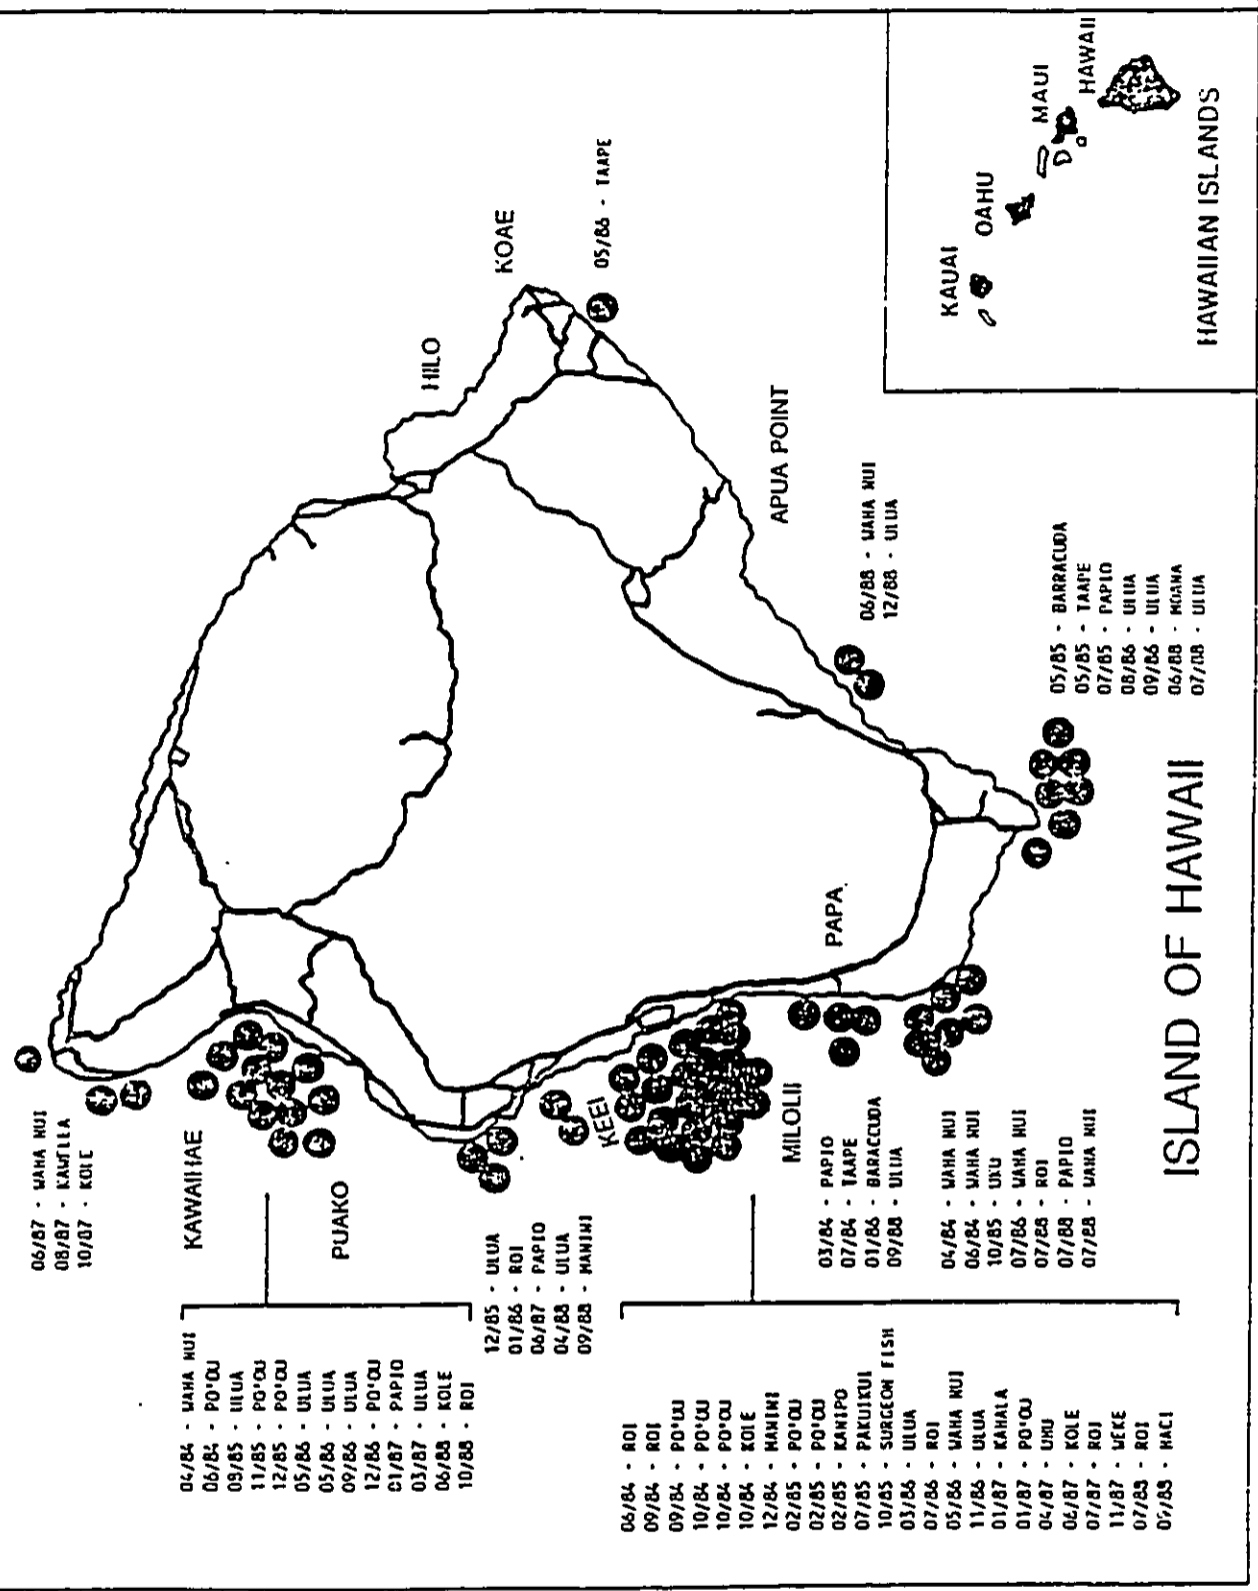 06/87 - WAHA NUI
08/87 - KAWELEA
10/87 - KOLE
KAWAIHAE
04/84 - WAHA NUI
06/84 - PO'OU
08/85 - ULUA
11/85 - PO'OU
12/85 - PO'OU
05/86 - ULUA
05/86 - ULUA
09/86 - ULUA
12/86 - PO'OU
01/87 - PAPIO
03/87 - ULUA
06/88 - KOLE
10/88 - ROI
PUAKO
12/85 - ULUA
01/86 - ROI
06/87 - PAPIO
04/88 - ULUA
09/88 - MANINI
KEEI
06/84 - ROI
09/84 - ROI
09/84 - PO'OU
10/84 - PO'OU
10/84 - PO'OU
10/84 - KOLE
12/84 - MANINI
02/85 - PO'OU
02/85 - PO'OU
02/85 - KANIPO
07/85 - PAKUIKUI
10/85 - SURGEON FISH
03/86 - ULUA
07/86 - ROI
05/86 - WAHA NUI
11/86 - ULUA
01/87 - KAHALA
01/87 - PO'OU
04/87 - UHU
06/87 - KOLE
07/87 - ROI
11/87 - WEKE
07/88 - ROI
09/88 -
MILOLII
03/84 - PAPIO
07/84 - TAAPE
01/86 - BARACCUDA
09/88 - ULUA
PAPA
04/84 - WAHA NUI
06/84 - WAHA NUI
10/85 - UKU
07/86 - WAHA NUI
07/88 - ROI
07/88 - PAPIO
07/88 - WAHA NUI
HILO
KOAE
05/86 - TAAPE
APUA POINT
06/88 - WAHA NUI
12/88 - ULUA
05/85 - BARRACUDA
05/85 - TAAPE
07/85 - PAPIO
08/86 - ULUA
09/86 - ULUA
06/88 - MOANA
07/88 - ULUA
ISLAND OF HAWAII
KAUAI
OAHU
MAUI
HAWAII
HAWAIIAN ISLANDS